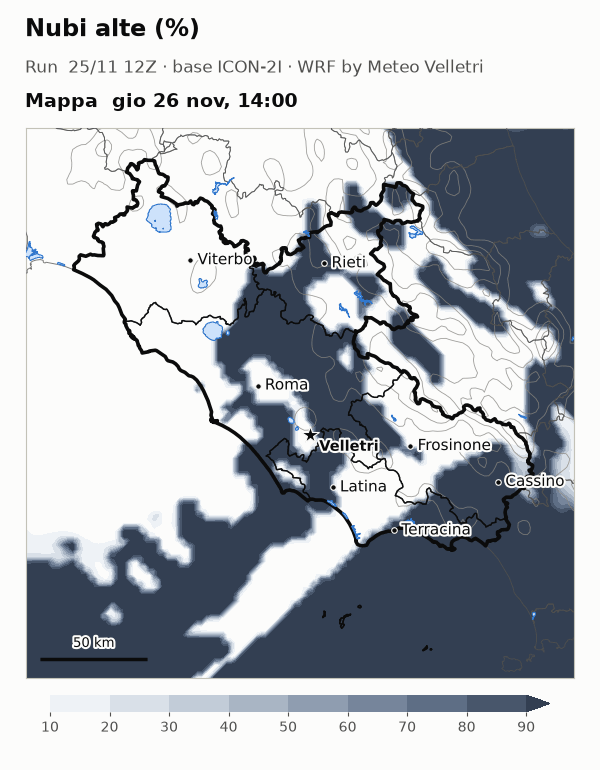 Nubi alte (%)
Run  25/11 12Z · base ICON-2I · WRF by Meteo Velletri
Mappa  gio 26 nov, 14:00
Viterbo
Rieti
Roma
Velletri
Frosinone
Latina
Cassino
Terracina
50 km
10 20 30 40 50 60 70 80 90